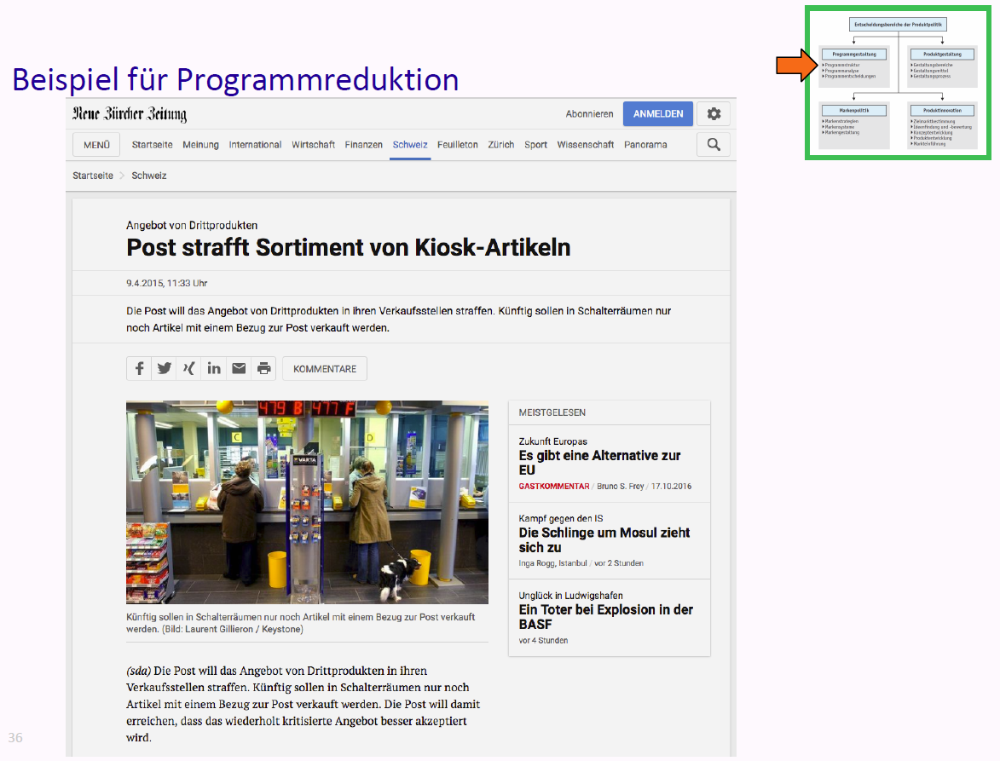 Entscheidungsbereiche der Produktpolitik
Programmgestaltung
Programmstruktur
Programmanalyse
Programmentscheidungen
Produktgestaltung
Gestaltungsbereiche
Gestaltungsmittel
Gestaltungsprozess
Markenpolitik
Markenstrategien
Markensysteme
Markengestaltung
Produktinnovation
Zielmarktbestimmung
Ideenfindung und -bewertung
Konzeptentwicklung
Produktentwicklung
Markteinführung
Beispiel für Programmreduktion
Neue Zürcher Zeitung
Abonnieren ANMELDEN
MENÜ Startseite Meinung International Wirtschaft Finanzen Schweiz Feuilleton Zürich Sport Wissenschaft Panorama
Startseite > Schweiz
Angebot von Drittprodukten
Post strafft Sortiment von Kiosk-Artikeln
9.4.2015, 11:33 Uhr
Die Post will das Angebot von Drittprodukten in ihren Verkaufsstellen straffen. Künftig sollen in Schalterräumen nur
noch Artikel mit einem Bezug zur Post verkauft werden.
KOMMENTARE
479 B 477 F
C
D
VARTA
Künftig sollen in Schalterräumen nur noch Artikel mit einem Bezug zur Post verkauft
werden. (Bild: Laurent Gillieron / Keystone)
(sda) Die Post will das Angebot von Drittprodukten in ihren
Verkaufsstellen straffen. Künftig sollen in Schalterräumen nur noch
Artikel mit einem Bezug zur Post verkauft werden. Die Post will damit
erreichen, dass das wiederholt kritisierte Angebot besser akzeptiert
wird.
MEISTGELESEN
Zukunft Europas
Es gibt eine Alternative zur
EU
GASTKOMMENTAR / Bruno S. Frey / 17.10.2016
Kampf gegen den IS
Die Schlinge um Mosul zieht
sich zu
Inga Rogg, Istanbul / vor 2 Stunden
Unglück in Ludwigshafen
Ein Toter bei Explosion in der
BASF
vor 4 Stunden
36